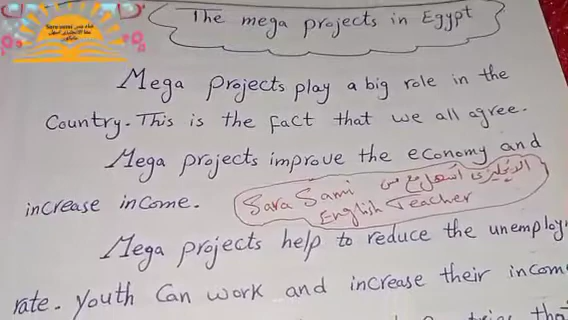 The mega projects in Egypt
Mega projects play a big role in the
Country. This is the fact that we all agree.
Mega projects improve the economy and
increase income.
Sara Sami
English Teacher
Mega projects help to reduce the unemploy
rate. Youth Can work and increase their incom